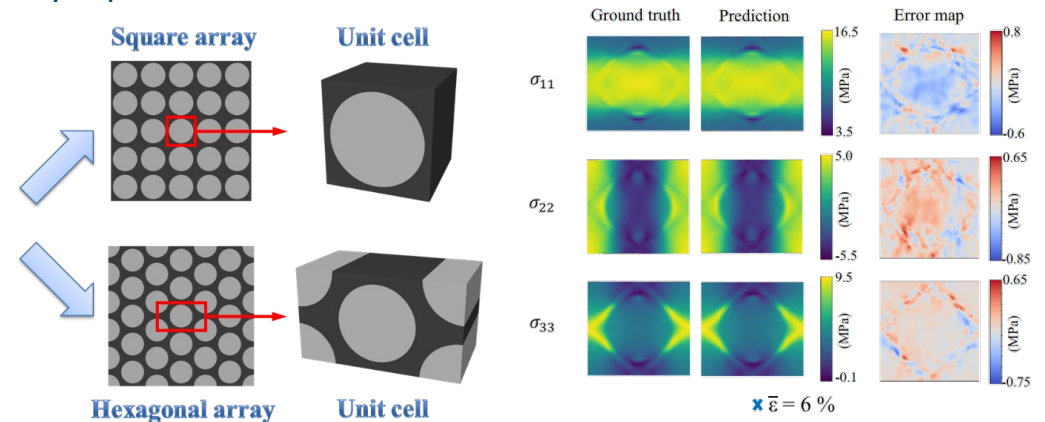 Square array
Unit cell
Hexagonal array
Unit cell
Ground truth
Prediction
Error map
σ₁₁
16.5
(MPa)
3.5
0.8
(MPa)
-0.6
σ₂₂
5.0
(MPa)
-5.5
0.65
(MPa)
-0.85
σ₃₃
9.5
(MPa)
-0.1
0.65
(MPa)
-0.75
× ε̅ = 6 %